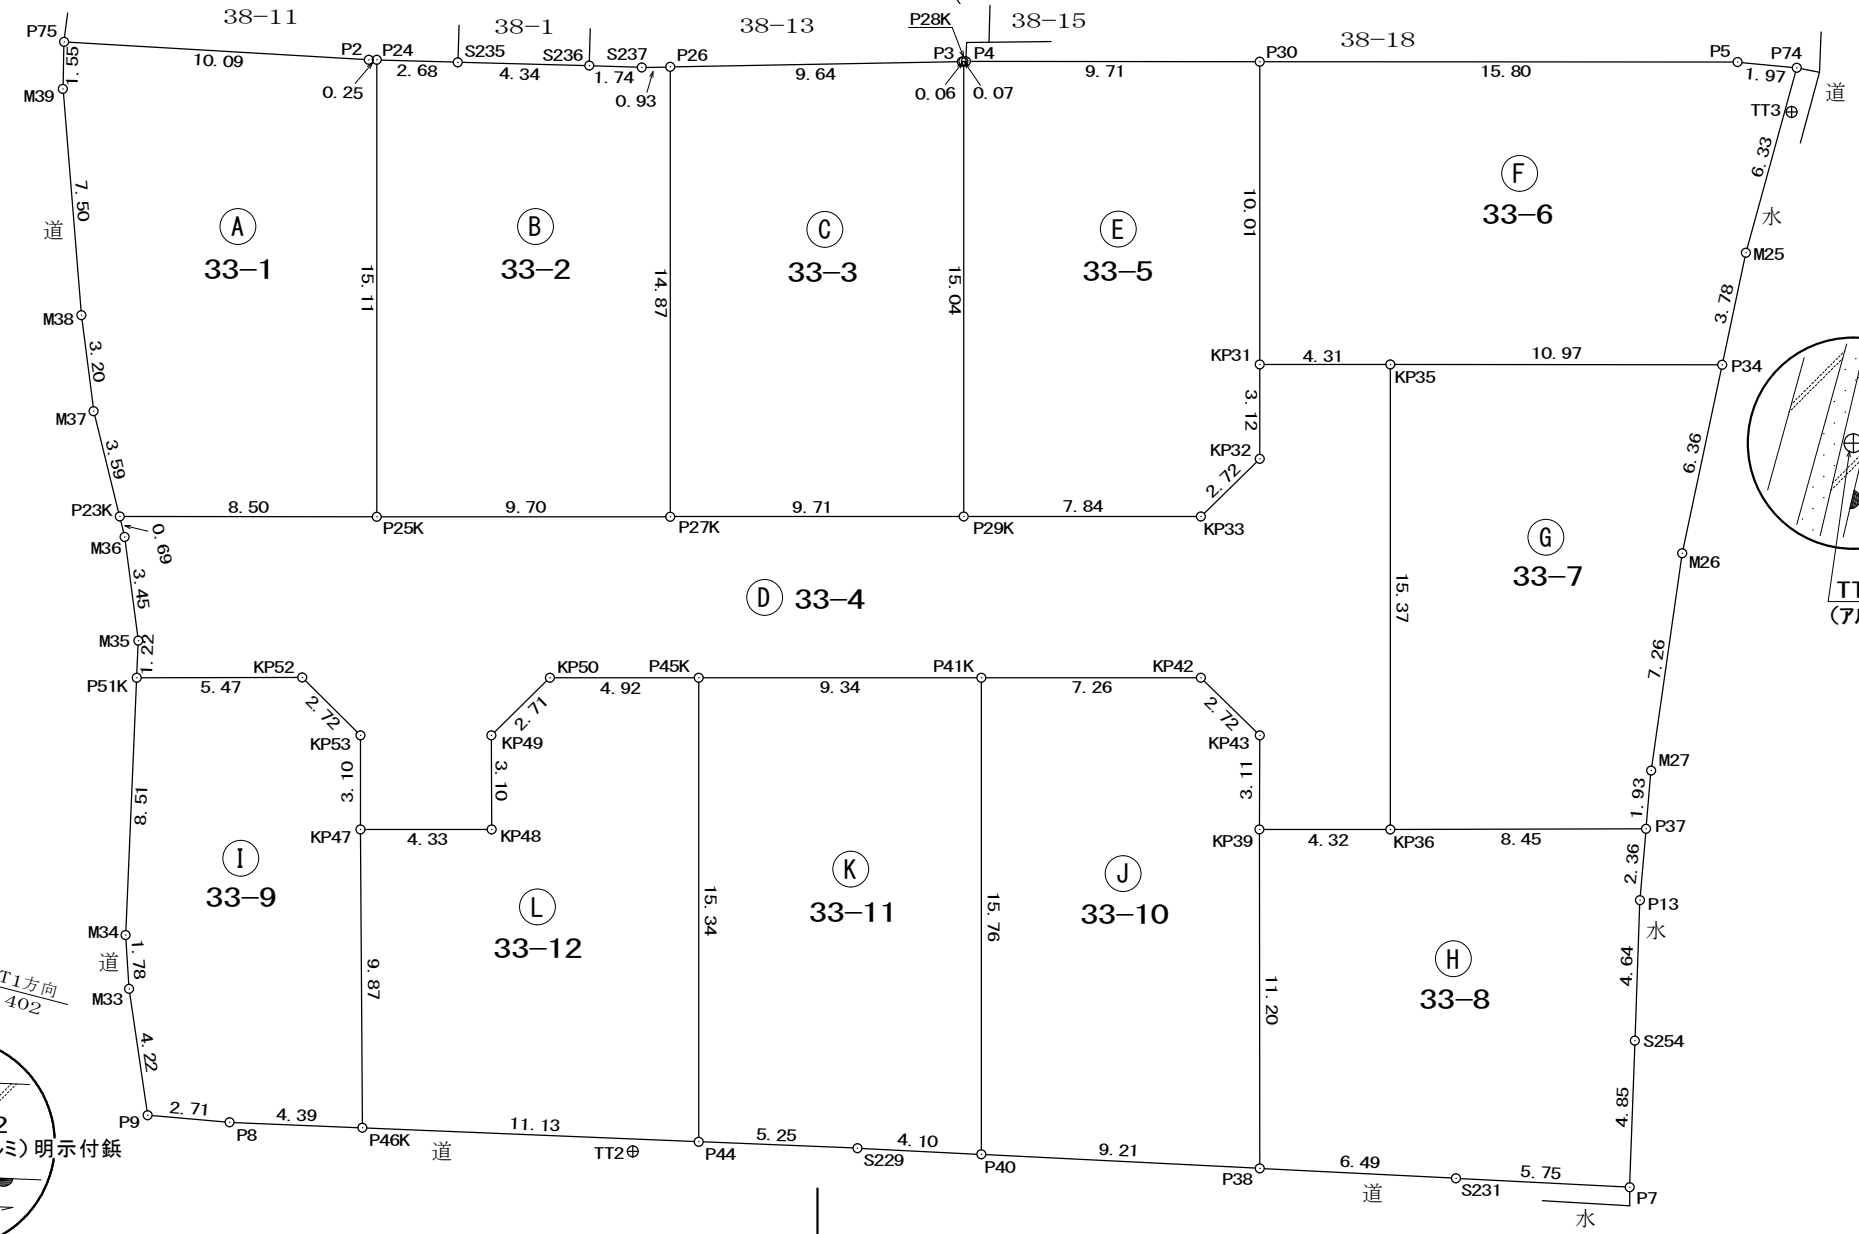 38-11
38-1
38-13
P28K
38-15
38-18
P75
P2
P24
S235
S236
S237
P26
P3
P4
P30
P5
P74
1.55
10.09
0.25
2.68
4.34
1.74
0.93
9.64
0.06
0.07
9.71
15.80
1.97
道
M39
TT3
6.33
7.50
道
水
A
33-1
B
33-2
C
33-3
E
33-5
F
33-6
15.11
14.87
15.04
10.01
M25
3.78
M38
3.20
KP31
4.31
KP35
10.97
P34
M37
3.59
3.12
KP32
2.72
6.36
P23K
8.50
P25K
9.70
P27K
9.71
P29K
7.84
KP33
M36
0.69
3.45
D 33-4
G
33-7
15.37
M26
7.26
M35
1.22
P51K
5.47
KP52
2.72
KP53
3.10
KP50
4.92
2.71
KP49
3.10
P45K
9.34
P41K
7.26
KP42
2.72
KP43
3.11
M27
1.93
8.51
KP47
4.33
KP48
KP39
4.32
KP36
8.45
P37
2.36
I
33-9
L
33-12
K
33-11
J
33-10
H
33-8
15.34
15.76
P13
水
M34
道
1.78
M33
T1方向
402
9.87
11.20
4.64
S254
4.22
4.85
P9
2.71
P8
4.39
P46K
道
11.13
TT2
P44
5.25
S229
4.10
P40
9.21
P38
6.49
道
S231
5.75
P7
水
2
ミ)明示付鋲
TT
(ア